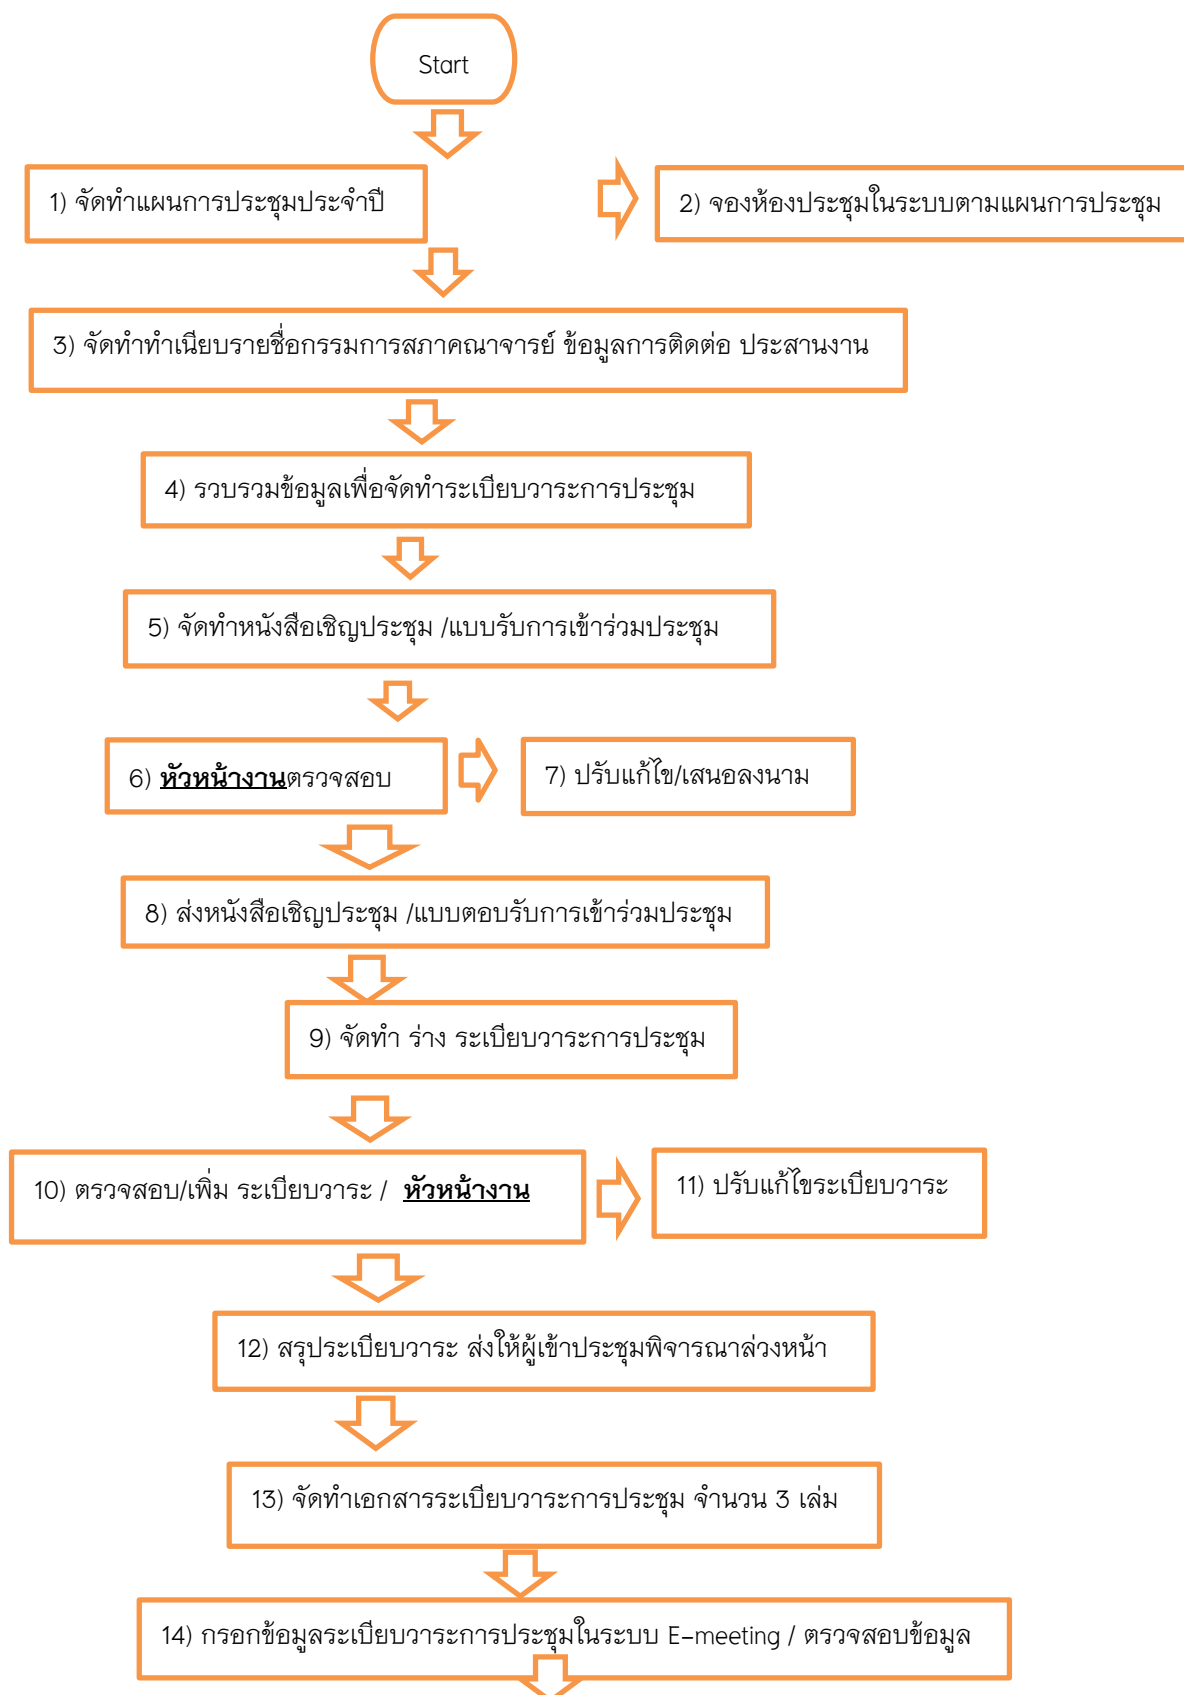 Start
1) จัดทำแผนการประชุมประจำปี
2) จองห้องประชุมในระบบตามแผนการประชุม
3) จัดทำทำเนียบรายชื่อกรรมการสภาคณาจารย์ ข้อมูลการติดต่อ ประสานงาน
4) รวบรวมข้อมูลเพื่อจัดทำระเบียบวาระการประชุม
5) จัดทำหนังสือเชิญประชุม /แบบรับการเข้าร่วมประชุม
6) หัวหน้างานตรวจสอบ
7) ปรับแก้ไข/เสนอลงนาม
8) ส่งหนังสือเชิญประชุม /แบบตอบรับการเข้าร่วมประชุม
9) จัดทำ ร่าง ระเบียบวาระการประชุม
10) ตรวจสอบ/เพิ่ม ระเบียบวาระ / หัวหน้างาน
11) ปรับแก้ไขระเบียบวาระ
12) สรุประเบียบวาระ ส่งให้ผู้เข้าประชุมพิจารณาล่วงหน้า
13) จัดทำเอกสารระเบียบวาระการประชุม จำนวน 3 เล่ม
14) กรอกข้อมูลระเบียบวาระการประชุมในระบบ E-meeting / ตรวจสอบข้อมูล